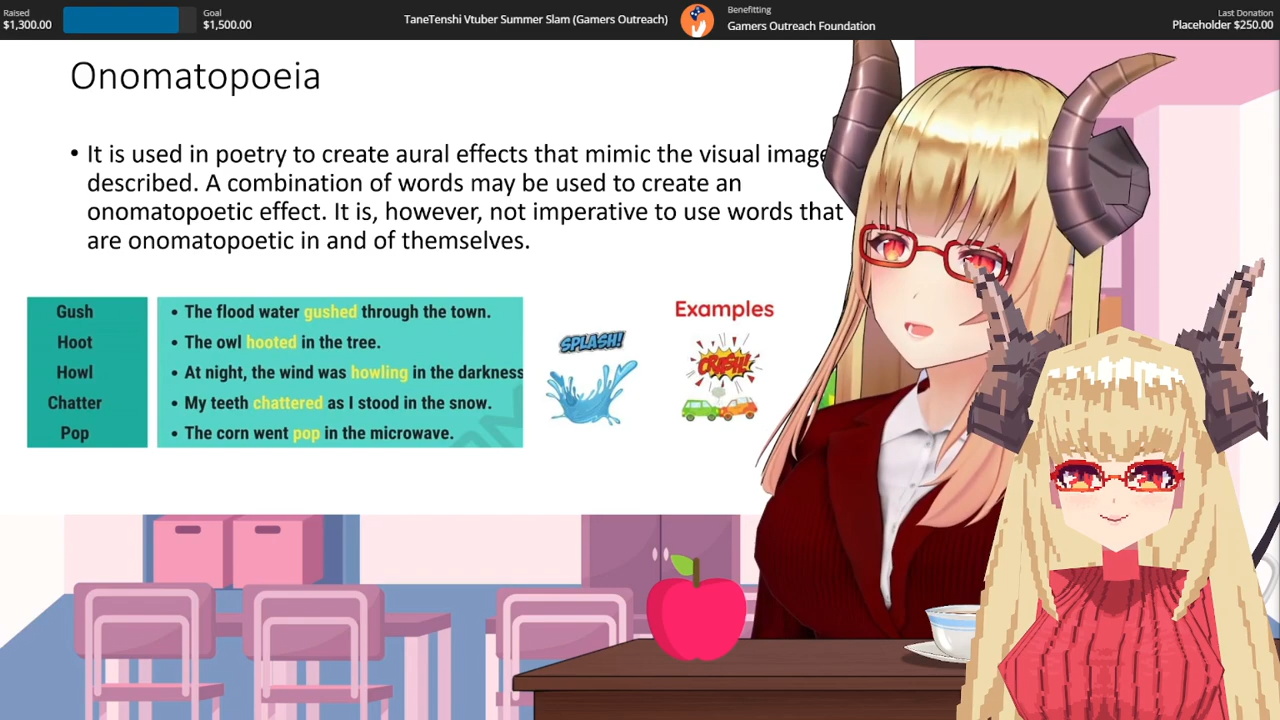 Raised
$1,300.00
Goal
$1,500.00
TaneTenshi Vtuber Summer Slam (Gamers Outreach)
Benefitting
Gamers Outreach Foundation
Last Donation
Placeholder $250.00
Onomatopoeia
• It is used in poetry to create aural effects that mimic the visual image
described. A combination of words may be used to create an
onomatopoetic effect. It is, however, not imperative to use words that
are onomatopoetic in and of themselves.
Gush • The flood water gushed through the town.
Hoot • The owl hooted in the tree.
Howl • At night, the wind was howling in the darkness
Chatter • My teeth chattered as I stood in the snow.
Pop • The corn went pop in the microwave.
Examples
SPLASH!
CRASH!